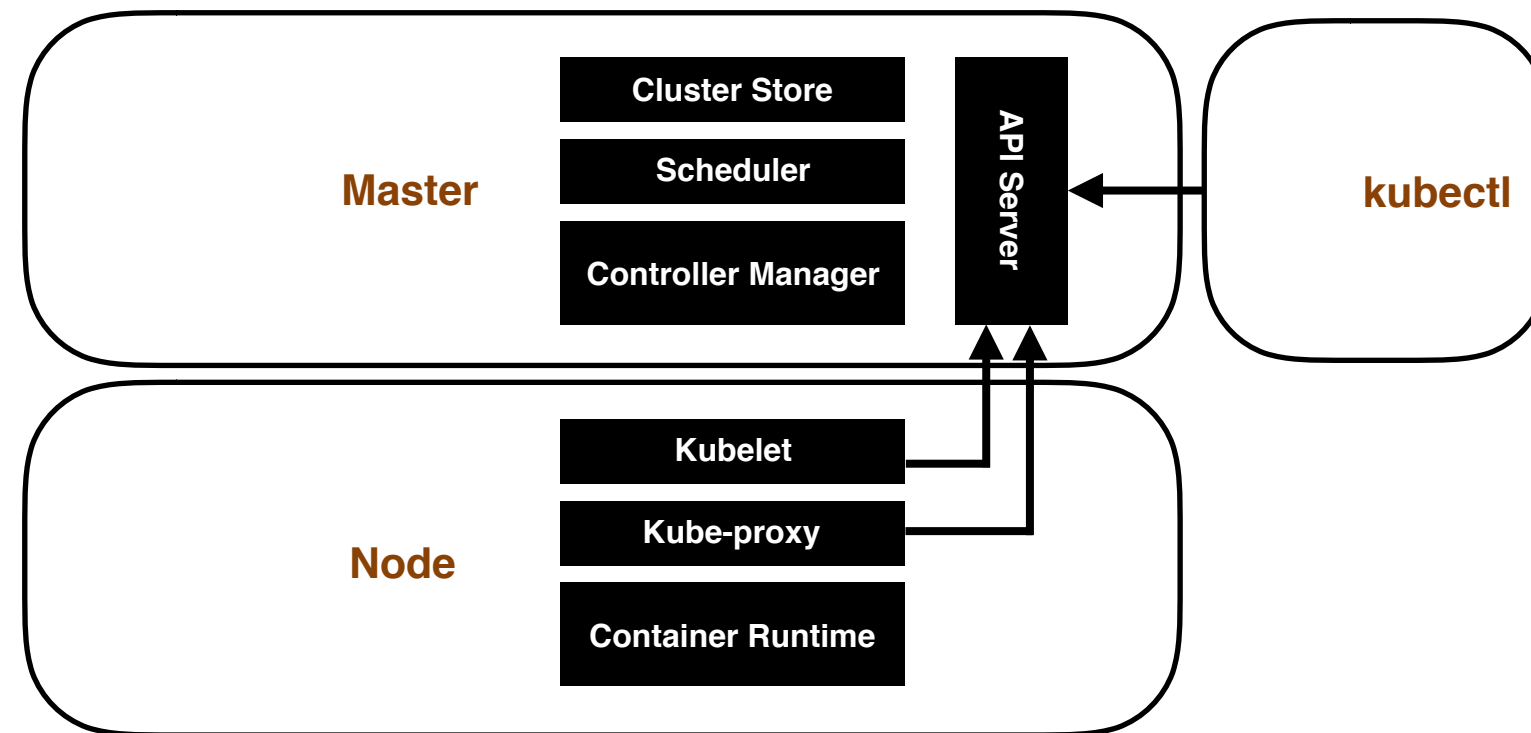 Master
Cluster Store
Scheduler
Controller Manager
API Server
kubectl
Node
Kubelet
Kube-proxy
Container Runtime